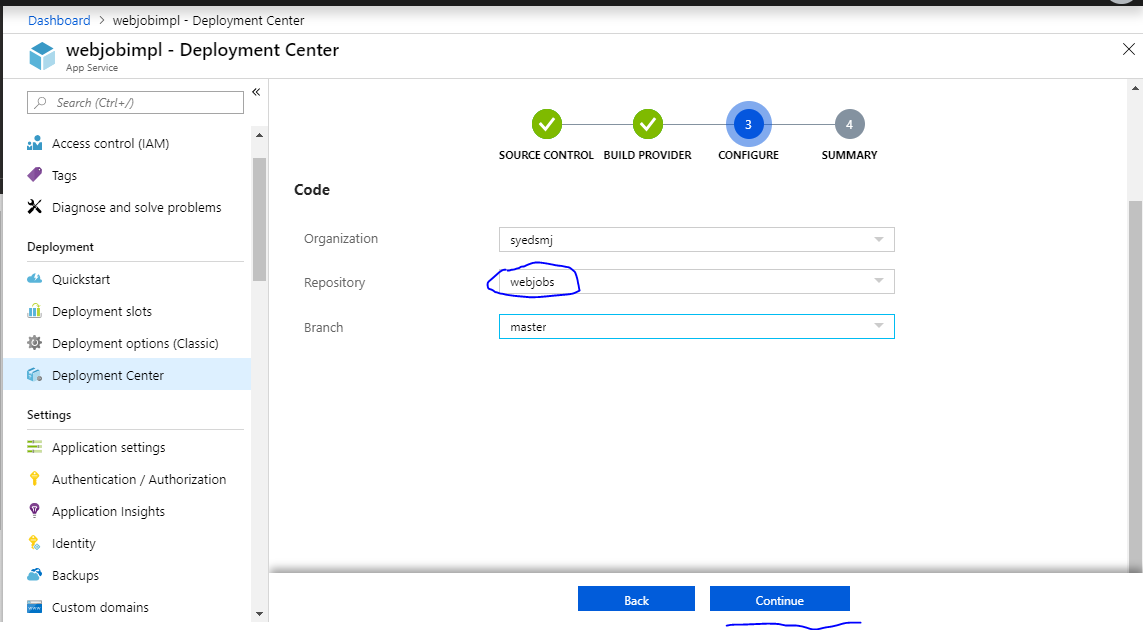 Dashboard > webjobimpl - Deployment Center
webjobimpl - Deployment Center
App Service
Search (Ctrl+/)
«
Access control (IAM)
Tags
Diagnose and solve problems
Deployment
Quickstart
Deployment slots
Deployment options (Classic)
Deployment Center
Settings
Application settings
Authentication / Authorization
Application Insights
Identity
Backups
Custom domains
3 4
SOURCE CONTROL BUILD PROVIDER CONFIGURE SUMMARY
Code
Organization syedsmj
Repository webjobs
Branch master
Back Continue